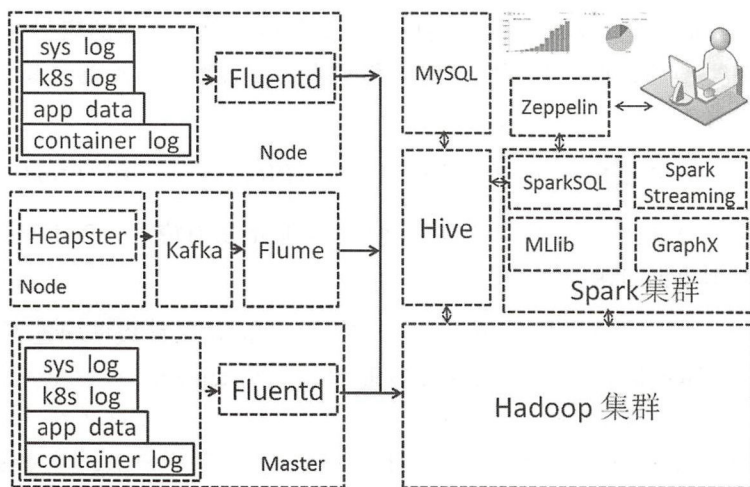 sys log
k8s log
app data
container log
Fluentd
Node
Heapster
Node
Kafka
Flume
sys log
k8s log
app data
container log
Fluentd
Master
MySQL
Zeppelin
Hive
SparkSQL
Spark
Streaming
MLlib
GraphX
Spark集群
Hadoop 集群